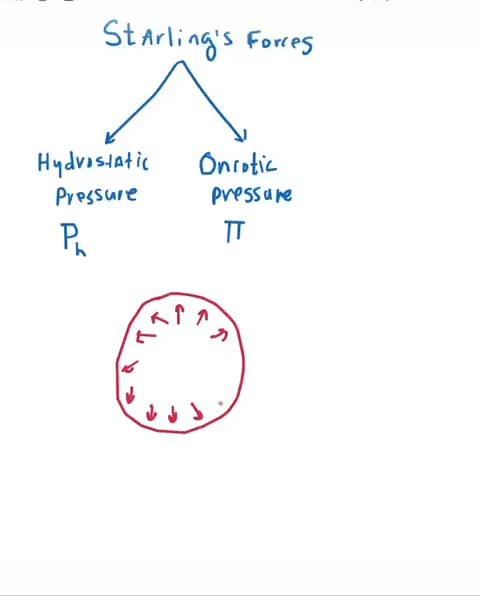 Starling's Forces
Hydrostatic
Pressure
Ph
Oncotic
pressure
π